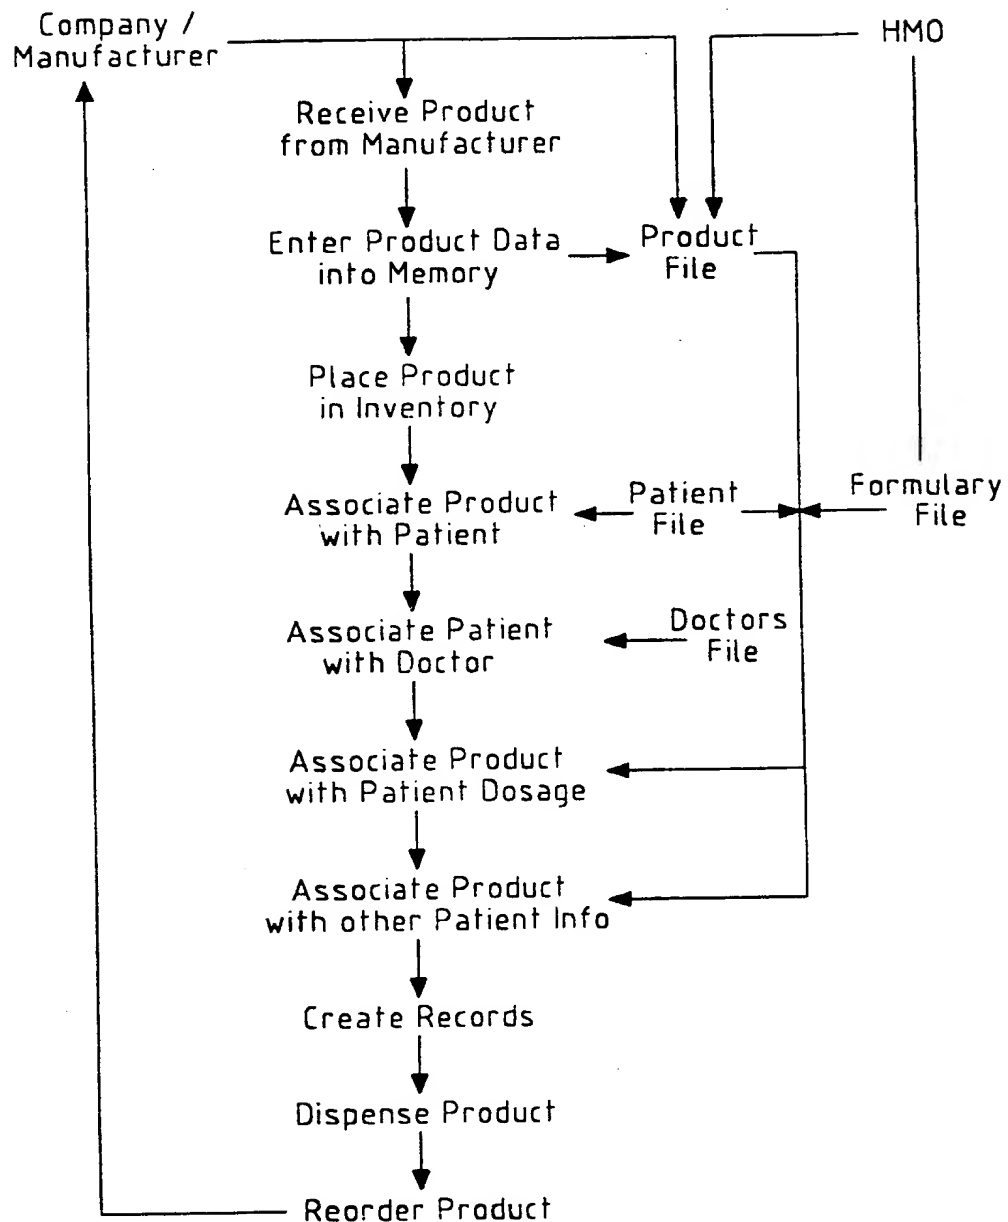 Company /
Manufacturer
HMO
Receive Product
from Manufacturer
Enter Product Data
into Memory
Product
File
Place Product
in Inventory
Associate Product
with Patient
Patient
File
Formulary
File
Associate Patient
with Doctor
Doctors
File
Associate Product
with Patient Dosage
Associate Product
with other Patient Info
Create Records
Dispense Product
Reorder Product